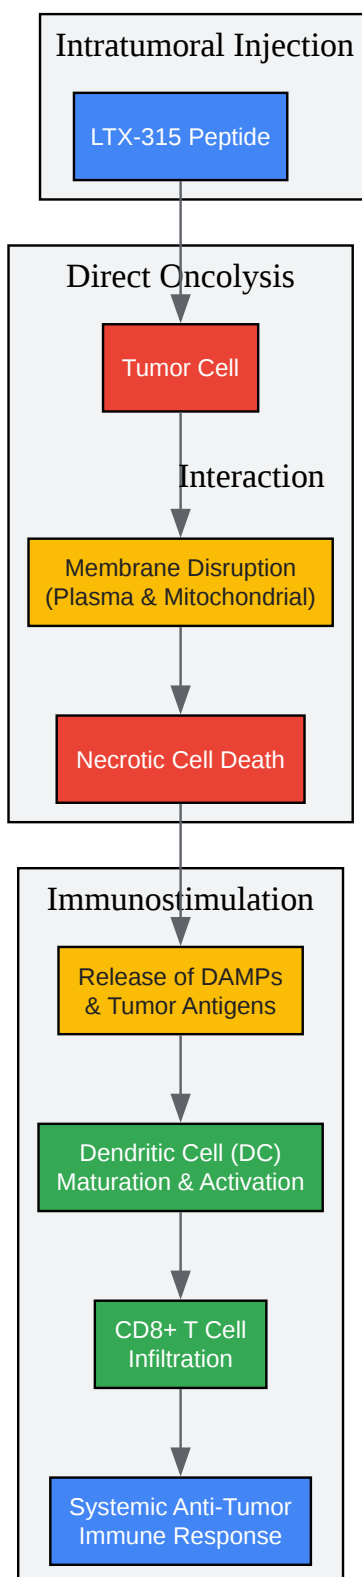 Intratumoral Injection
LTX-315 Peptide
Direct Oncolysis
Tumor Cell
Interaction
Membrane Disruption
(Plasma & Mitochondrial)
Necrotic Cell Death
Immunostimulation
Release of DAMPs
& Tumor Antigens
Dendritic Cell (DC)
Maturation & Activation
CD8+ T Cell
Infiltration
Systemic Anti-Tumor
Immune Response